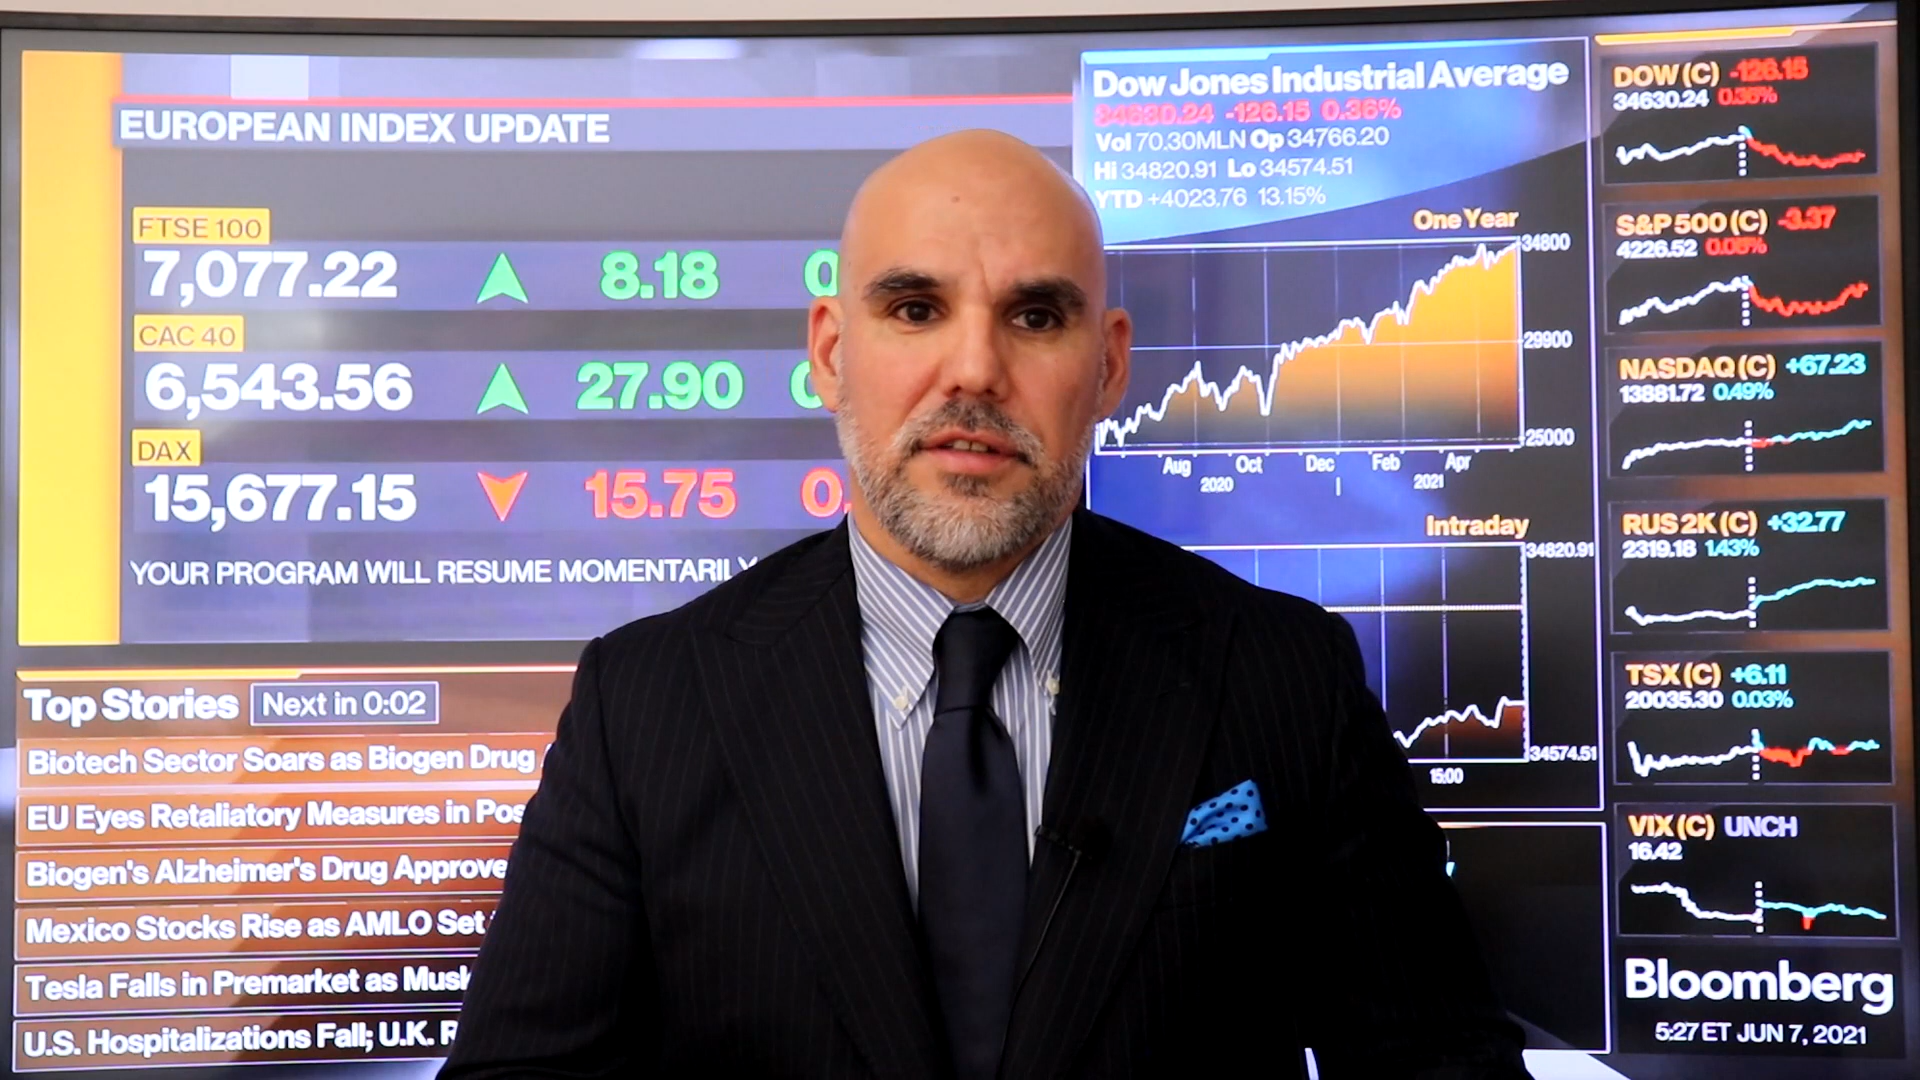 EUROPEAN INDEX UPDATE
FTSE 100
7,077.22 8.18 0
CAC 40
6,543.56 27.90
DAX
15,677.15 15.75 0.
YOUR PROGRAM WILL RESUME MOMENTARILY
Top Stories Next in 0:02
Biotech Sector Soars as Biogen Drug
EU Eyes Retaliatory Measures in Pos
Biogen's Alzheimer's Drug Approve
Mexico Stocks Rise as AMLO Set
Tesla Falls in Premarket as Musk
U.S. Hospitalizations Fall; U.K. R
Dow Jones Industrial Average
34630.24 -126.15 0.36%
Vol 70.30MLN Op 34766.20
Hi 34820.91 Lo 34574.51
YTD +4023.76 13.15%
One Year
34800
29900
25000
Aug Oct Dec Feb Apr
2020 2021
Intraday
34820.91
34574.51
15:00
DOW (C) -126.15
34630.24 0.36%
S&P 500 (C) -3.37
4226.52 0.08%
NASDAQ (C) +67.23
13881.72 0.49%
RUS 2K (C) +32.77
2319.18 1.43%
TSX (C) +6.11
20035.30 0.03%
VIX (C) UNCH
16.42
Bloomberg
5:27 ET JUN 7, 2021